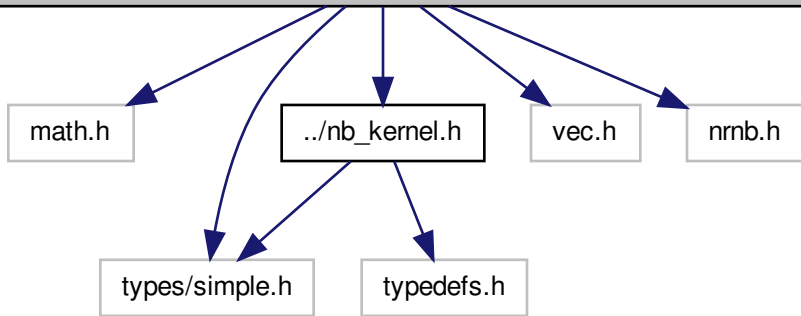 math.h
../nb_kernel.h
vec.h
nrnb.h
types/simple.h
typedefs.h